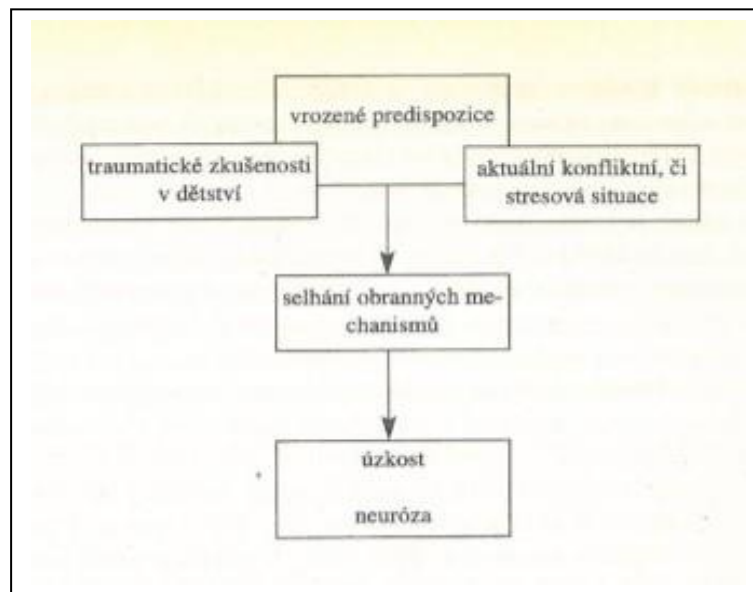 vrozené predispozice
traumatické zkušenosti
v dětství
aktuální konfliktní, či
stresová situace
selhání obranných me-
chanismů
úzkost
neuróza